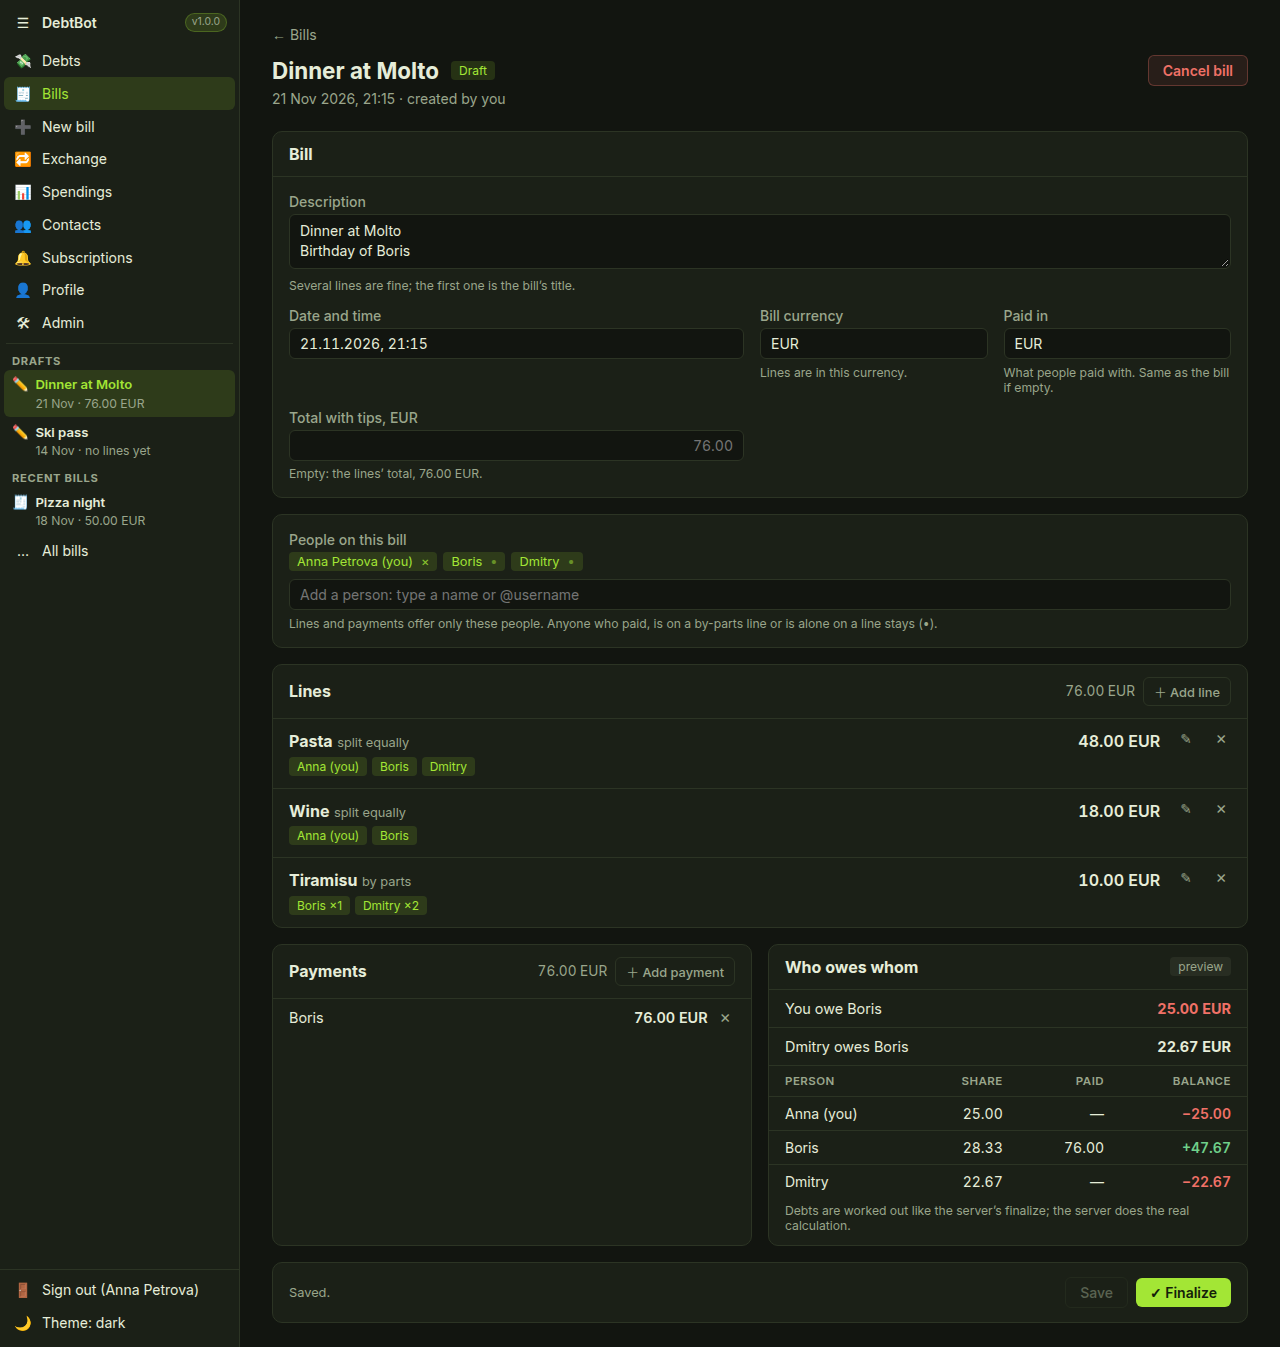 ☰ DebtBot v1.0.0
Debts
Bills
New bill
Exchange
Spendings
Contacts
Subscriptions
Profile
Admin
DRAFTS
Dinner at Molto
21 Nov · 76.00 EUR
Ski pass
14 Nov · no lines yet
RECENT BILLS
Pizza night
18 Nov · 50.00 EUR
... All bills
Sign out (Anna Petrova)
Theme: dark
← Bills
Dinner at Molto Draft
Cancel bill
21 Nov 2026, 21:15 · created by you
Bill
Description
Dinner at Molto
Birthday of Boris
Several lines are fine; the first one is the bill’s title.
Date and time
21.11.2026, 21:15
Bill currency
EUR
Lines are in this currency.
Paid in
EUR
What people paid with. Same as the bill
if empty.
Total with tips, EUR
76.00
Empty: the lines’ total, 76.00 EUR.
People on this bill
Anna Petrova (you) × Boris • Dmitry •
Add a person: type a name or @username
Lines and payments offer only these people. Anyone who paid, is on a by-parts line or is alone on a line stays (•).
Lines 76.00 EUR + Add line
Pasta split equally 48.00 EUR ✎ ×
Anna (you) Boris Dmitry
Wine split equally 18.00 EUR ✎ ×
Anna (you) Boris
Tiramisu by parts 10.00 EUR ✎ ×
Boris ×1 Dmitry ×2
Payments 76.00 EUR + Add payment
Boris 76.00 EUR ×
Who owes whom preview
You owe Boris 25.00 EUR
Dmitry owes Boris 22.67 EUR
PERSON SHARE PAID BALANCE
Anna (you) 25.00 — −25.00
Boris 28.33 76.00 +47.67
Dmitry 22.67 — −22.67
Debts are worked out like the server’s finalize; the server does the real
calculation.
Saved.
Save
✓ Finalize